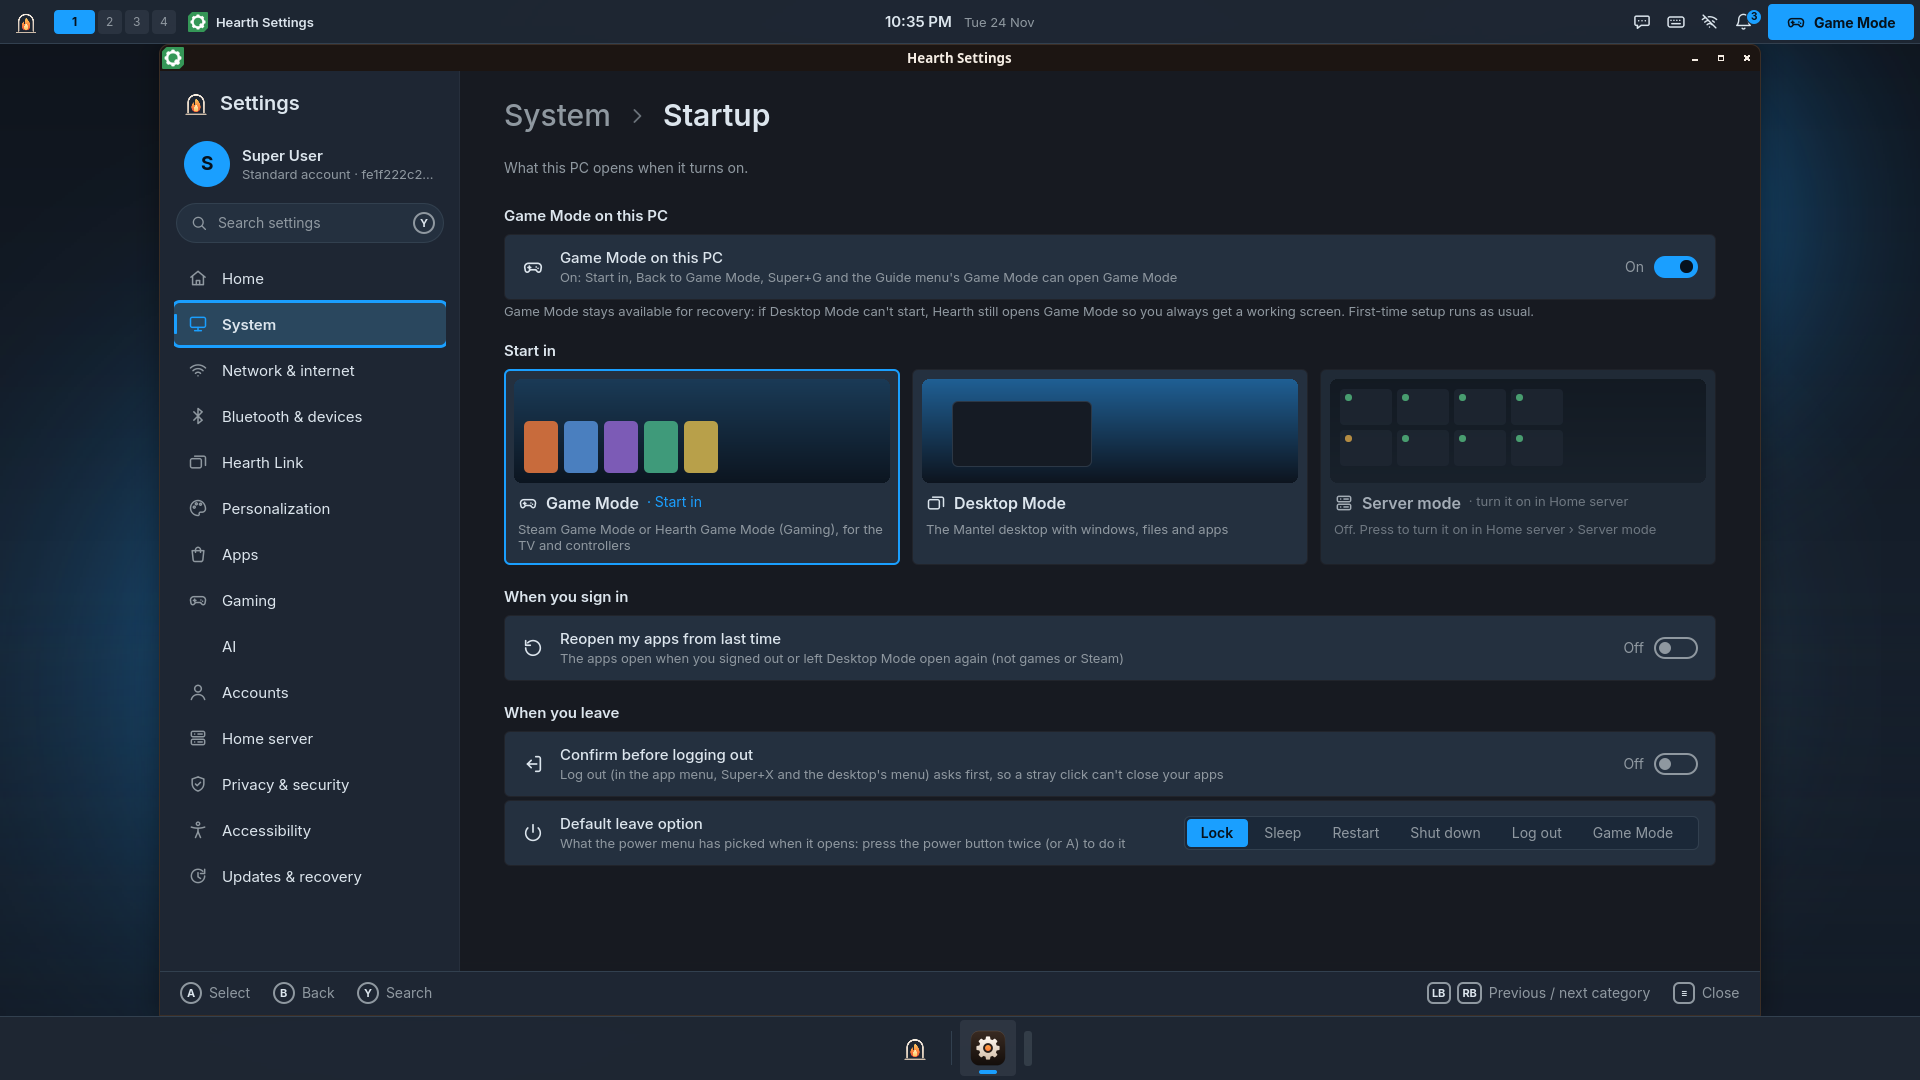 1 2 3 4 Hearth Settings 10:35 PM Tue 24 Nov 3 Game Mode
Hearth Settings
Settings
S Super User
Standard account · fe1f222c2...
Search settings Y
Home
System
Network & internet
Bluetooth & devices
Hearth Link
Personalization
Apps
Gaming
AI
Accounts
Home server
Privacy & security
Accessibility
Updates & recovery
System > Startup
What this PC opens when it turns on.
Game Mode on this PC
Game Mode on this PC
On: Start in, Back to Game Mode, Super+G and the Guide menu's Game Mode can open Game Mode
On
Game Mode stays available for recovery: if Desktop Mode can't start, Hearth still opens Game Mode so you always get a working screen. First-time setup runs as usual.
Start in
Game Mode · Start in
Steam Game Mode or Hearth Game Mode (Gaming), for the
TV and controllers
Desktop Mode
The Mantel desktop with windows, files and apps
Server mode · turn it on in Home server
Off. Press to turn it on in Home server › Server mode
When you sign in
Reopen my apps from last time
The apps open when you signed out or left Desktop Mode open again (not games or Steam)
Off
When you leave
Confirm before logging out
Log out (in the app menu, Super+X and the desktop's menu) asks first, so a stray click can't close your apps
Off
Default leave option
What the power menu has picked when it opens: press the power button twice (or A) to do it
Lock Sleep Restart Shut down Log out Game Mode
A Select B Back Y Search LB RB Previous / next category Close